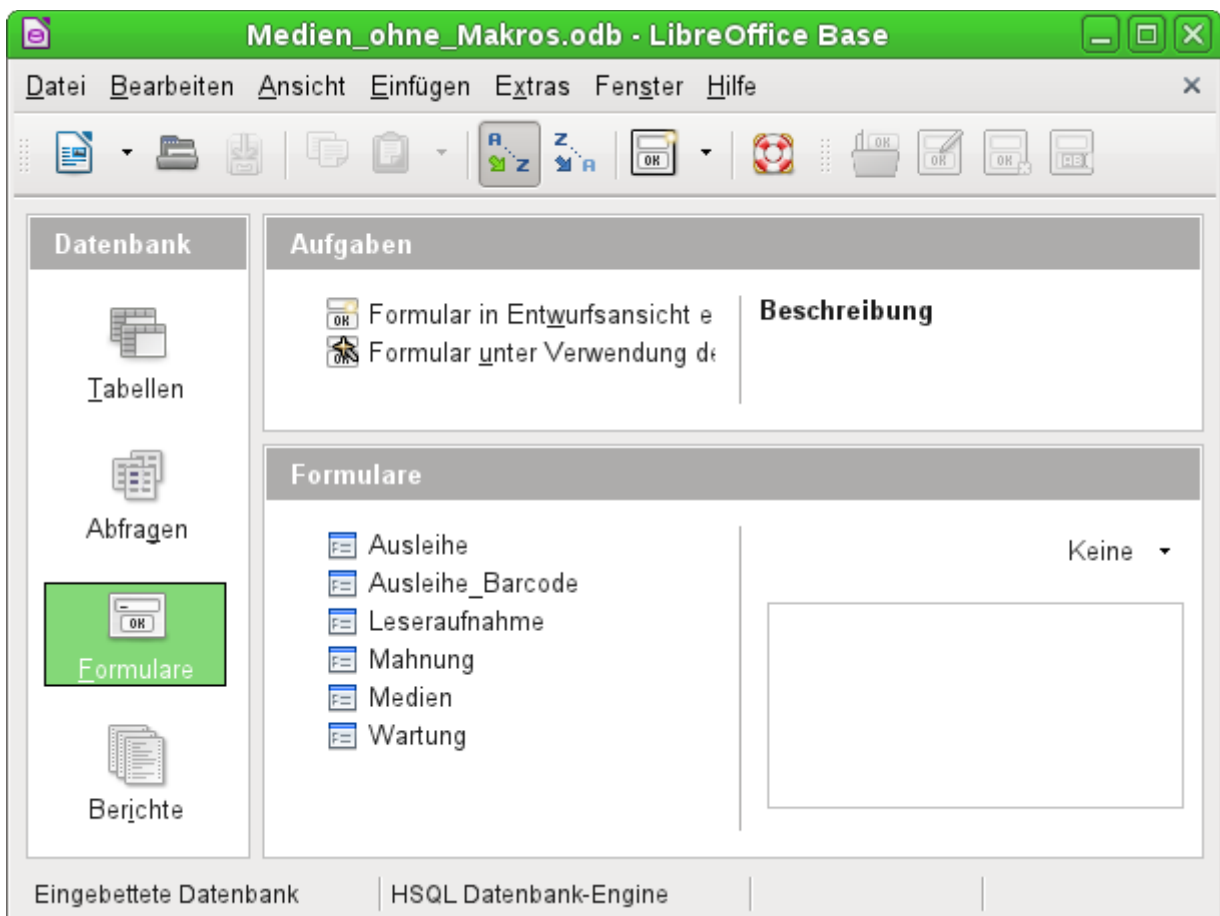 Medien_ohne_Makros.odb - LibreOffice Base
Datei Bearbeiten Ansicht Einfügen Extras Fenster Hilfe
Datenbank
Tabellen
Abfragen
Formulare
Berichte
Aufgaben
Formular in Entwurfsansicht e
Formular unter Verwendung de
Beschreibung
Formulare
Ausleihe
Ausleihe_Barcode
Leseraufnahme
Mahnung
Medien
Wartung
Keine
Eingebettete Datenbank
HSQL Datenbank-Engine